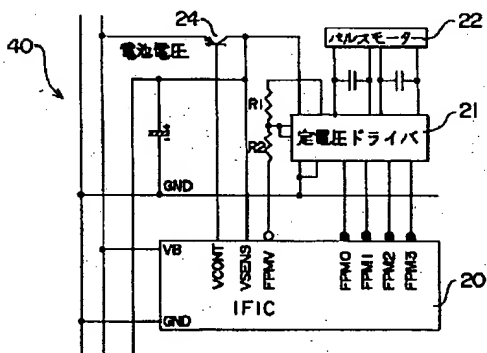 24
パルスモーター
22
40
電池電圧
R1
定電圧ドライバ
21
R2
GND
VB
VCONT
VSENS
FPMV
FPM0
FPM1
FPM2
FPM3
IFIC
20
GND